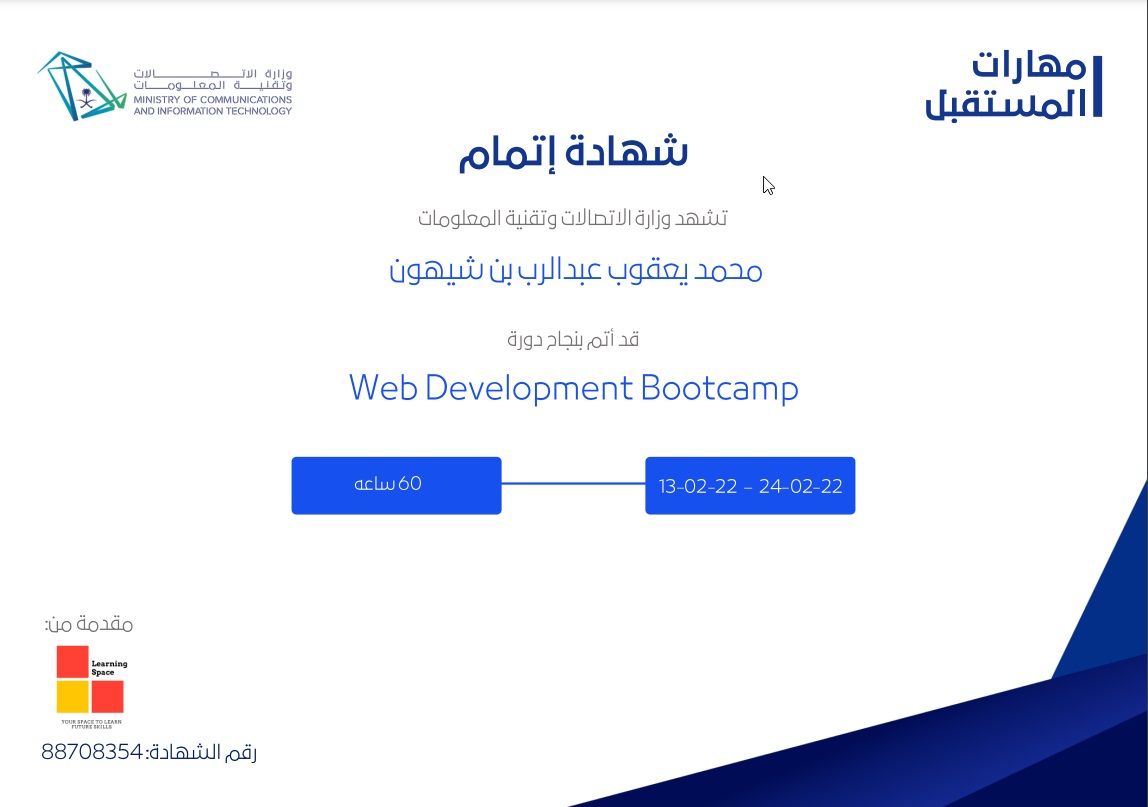 مهارات
المستقبل
وزارة الاتصالات
وتقنية المعلومات
MINISTRY OF COMMUNICATIONS
AND INFORMATION TECHNOLOGY
شهادة إتمام
تشهد وزارة الاتصالات وتقنية المعلومات
محمد يعقوب عبدالرب بن شيهون
قد أتم بنجاح دورة
Web Development Bootcamp
13-02-22 - 24-02-22
60 ساعه
مقدمة من:
Learning
Space
YOUR SPACE TO LEARN
FUTURE SKILLS
رقم الشهادة: 88708354